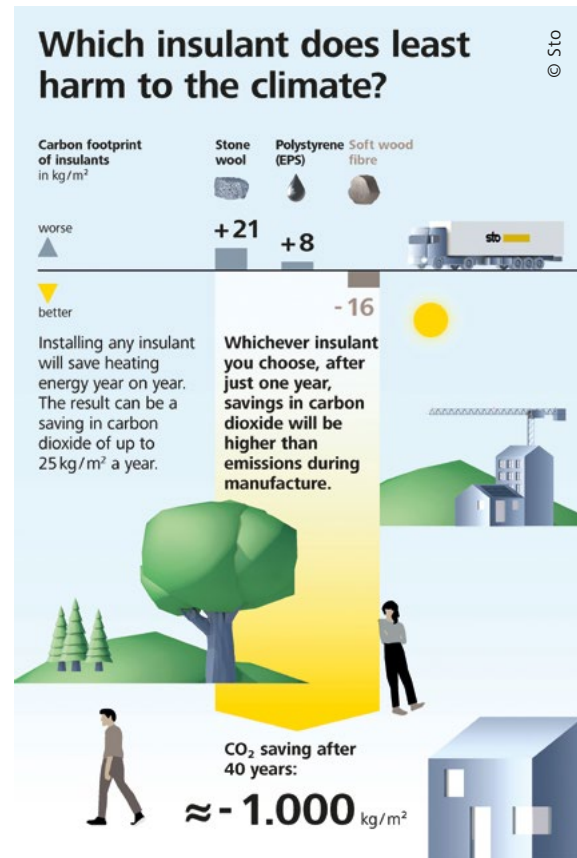 Which insulant does least
harm to the climate?
© Sto
Carbon footprint
of insulants
in kg/m²
Stone
wool
Polystyrene
(EPS)
Soft wood
fibre
worse
+21
+8
sto
better
-16
Installing any insulant
will save heating
energy year on year.
The result can be a
saving in carbon
dioxide of up to
25 kg/m² a year.
Whichever insulant
you choose, after
just one year,
savings in carbon
dioxide will be
higher than
emissions during
manufacture.
CO₂ saving after
40 years:
≈ - 1.000 kg/m²